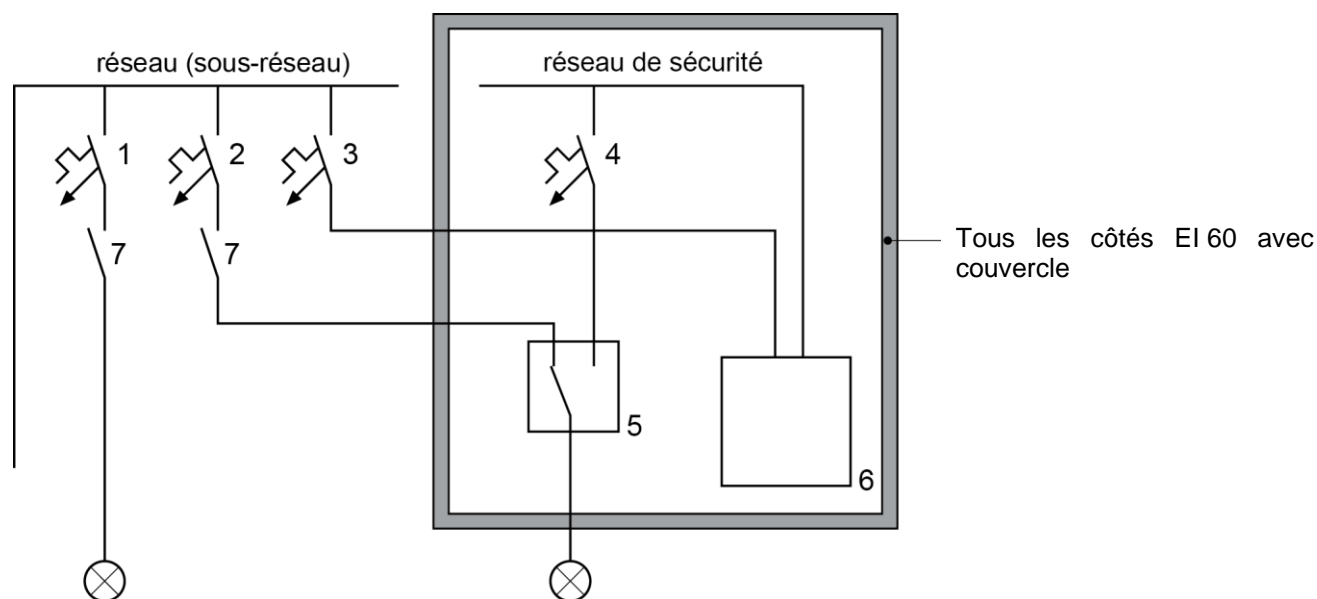 réseau (sous-réseau)
réseau de sécurité
1
2
3
4
7
7
Tous les côtés EI 60 avec
couvercle
5
6